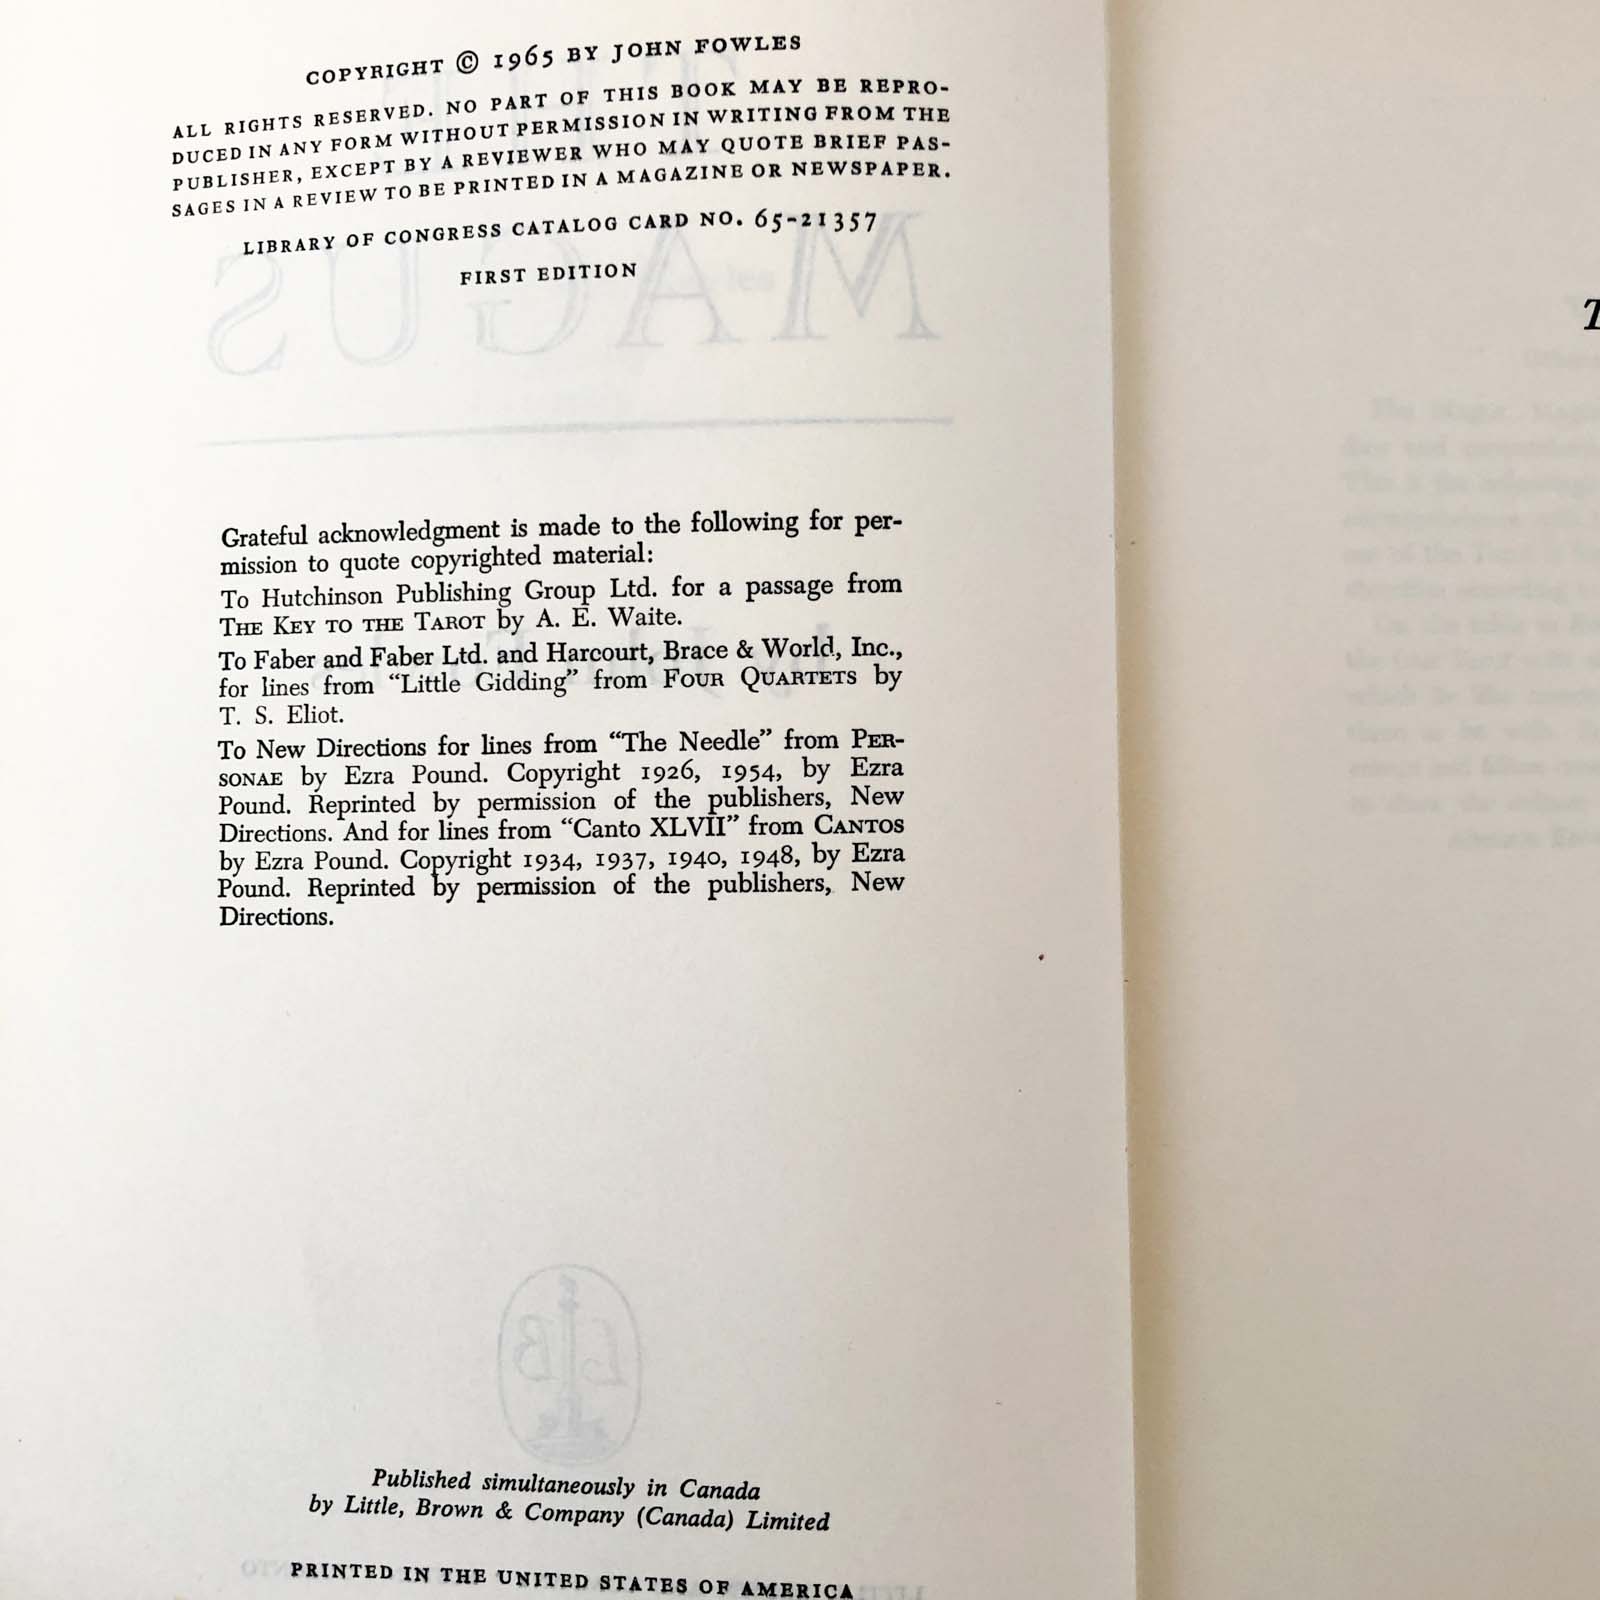 COPYRIGHT © 1965 BY JOHN FOWLES
ALL RIGHTS RESERVED. NO PART OF THIS BOOK MAY BE REPRO-
DUCED IN ANY FORM WITHOUT PERMISSION IN WRITING FROM THE
PUBLISHER, EXCEPT BY A REVIEWER WHO MAY QUOTE BRIEF PAS-
SAGES IN A REVIEW TO BE PRINTED IN A MAGAZINE OR NEWSPAPER.
LIBRARY OF CONGRESS CATALOG CARD NO. 65-21357
FIRST EDITION
THE
MAGUS
Grateful acknowledgment is made to the following for per-
mission to quote copyrighted material:
To Hutchinson Publishing Group Ltd. for a passage from
THE KEY TO THE TAROT by A. E. Waite.
To Faber and Faber Ltd. and Harcourt, Brace & World, Inc.,
for lines from “Little Gidding” from FOUR QUARTETS by
T. S. Eliot.
To New Directions for lines from “The Needle” from PER-
SONAE by Ezra Pound. Copyright 1926, 1954, by Ezra
Pound. Reprinted by permission of the publishers, New
Directions. And for lines from “Canto XLVII” from CANTOS
by Ezra Pound. Copyright 1934, 1937, 1940, 1948, by Ezra
Pound. Reprinted by permission of the publishers, New
Directions.
by John Fowles
LB
Published simultaneously in Canada
by Little, Brown & Company (Canada) Limited
PRINTED IN THE UNITED STATES OF AMERICA
T